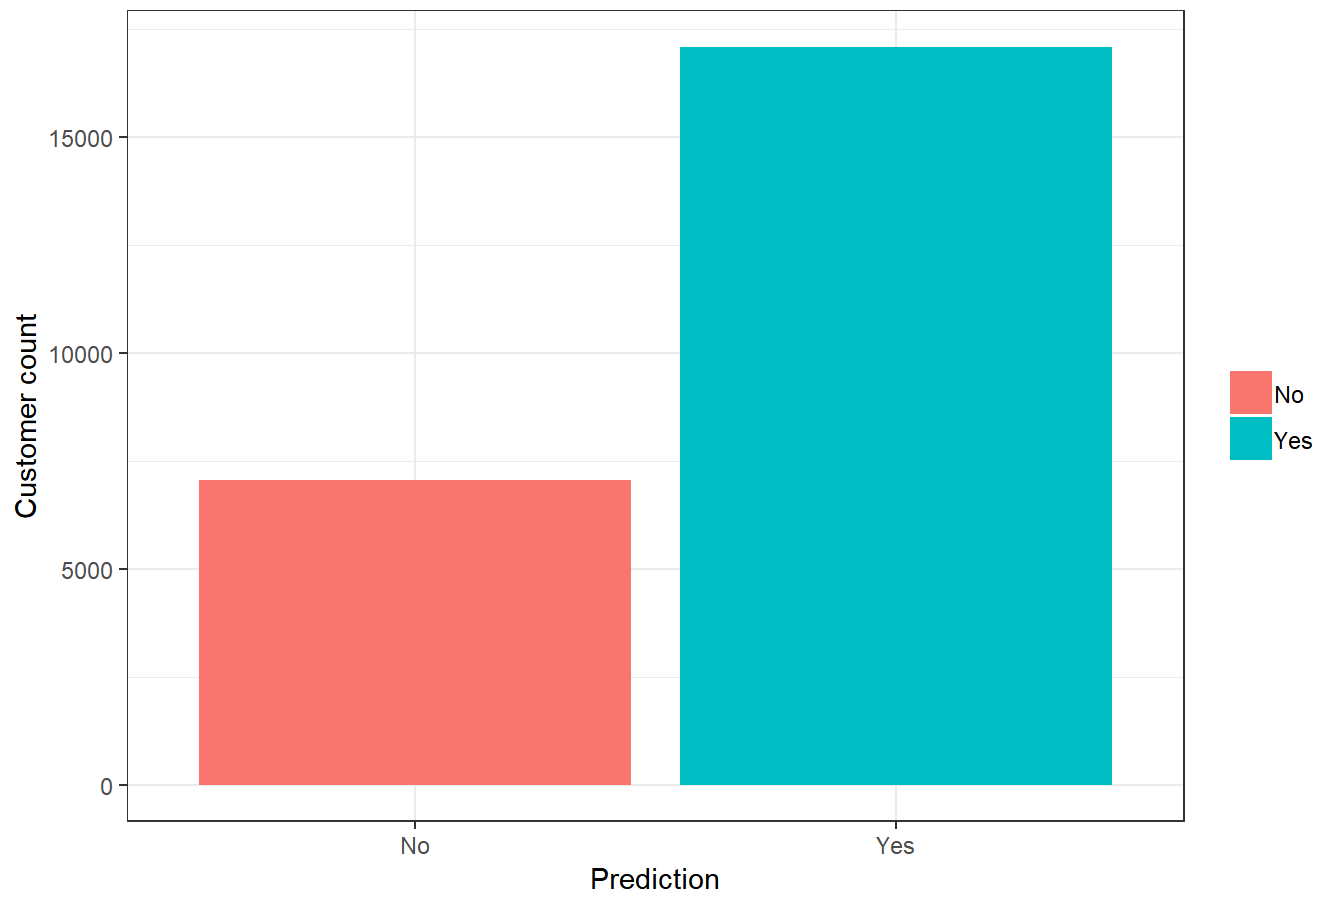 Customer count
15000
10000
5000
0
No
Yes
Prediction
No
Yes